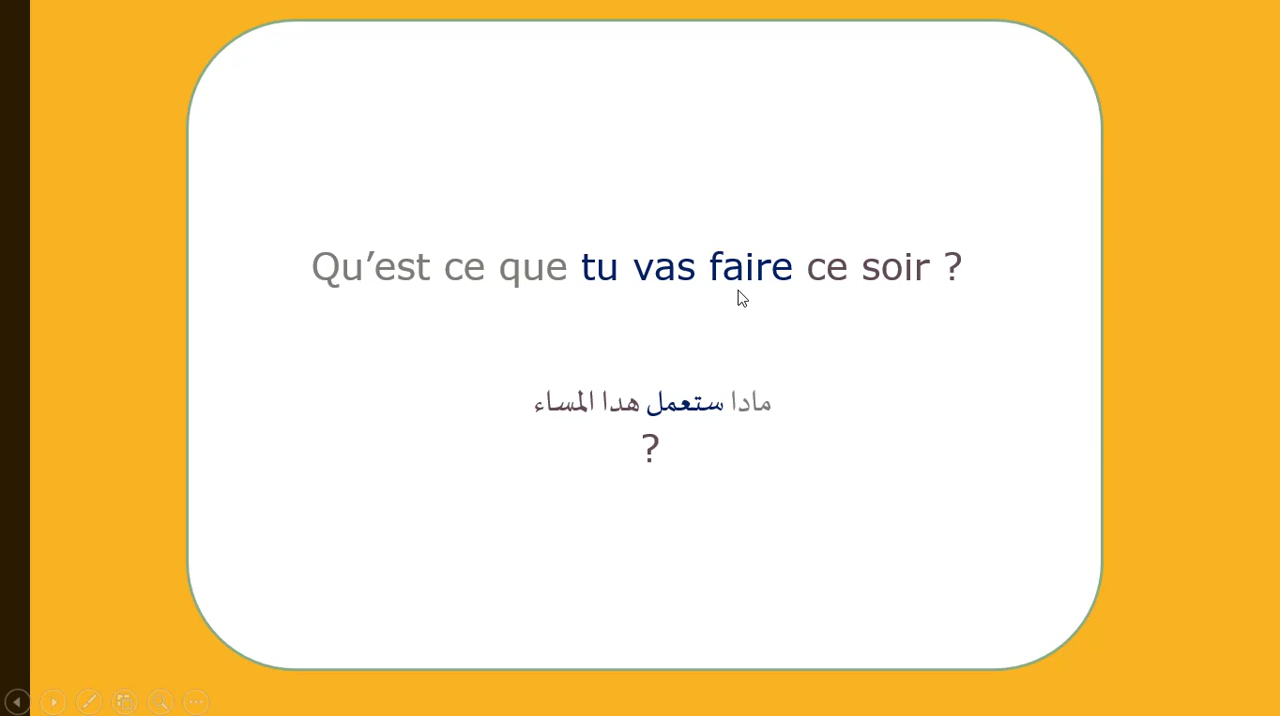 Qu’est ce que tu vas faire ce soir ?
مادا ستعمل هدا المساء
?